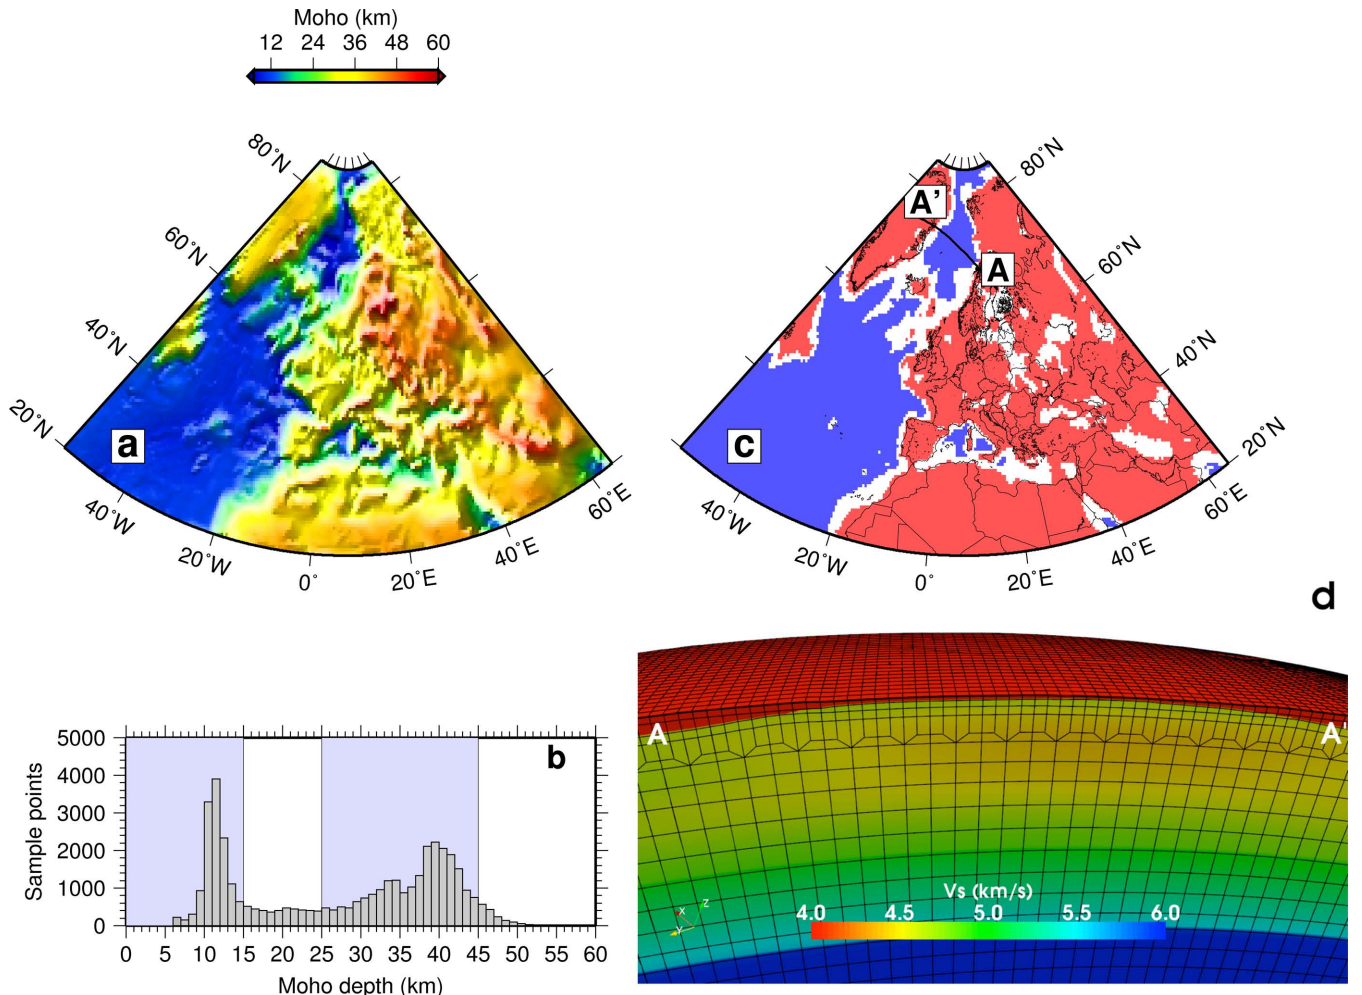 Moho (km)
12 24 36 48 60
80˚N
60˚N
40˚N
20˚N
40˚W
20˚W
0˚
20˚E
40˚E
60˚E
a
A’
A
80˚N
60˚N
40˚N
20˚N
40˚W
20˚W
0˚
20˚E
40˚E
60˚E
c
d
5000
4000
3000
2000
1000
0
Sample points
b
0 5 10 15 20 25 30 35 40 45 50 55 60
Moho depth (km)
A
A'
Vs (km/s)
4.0 4.5 5.0 5.5 6.0
X
Y
Z